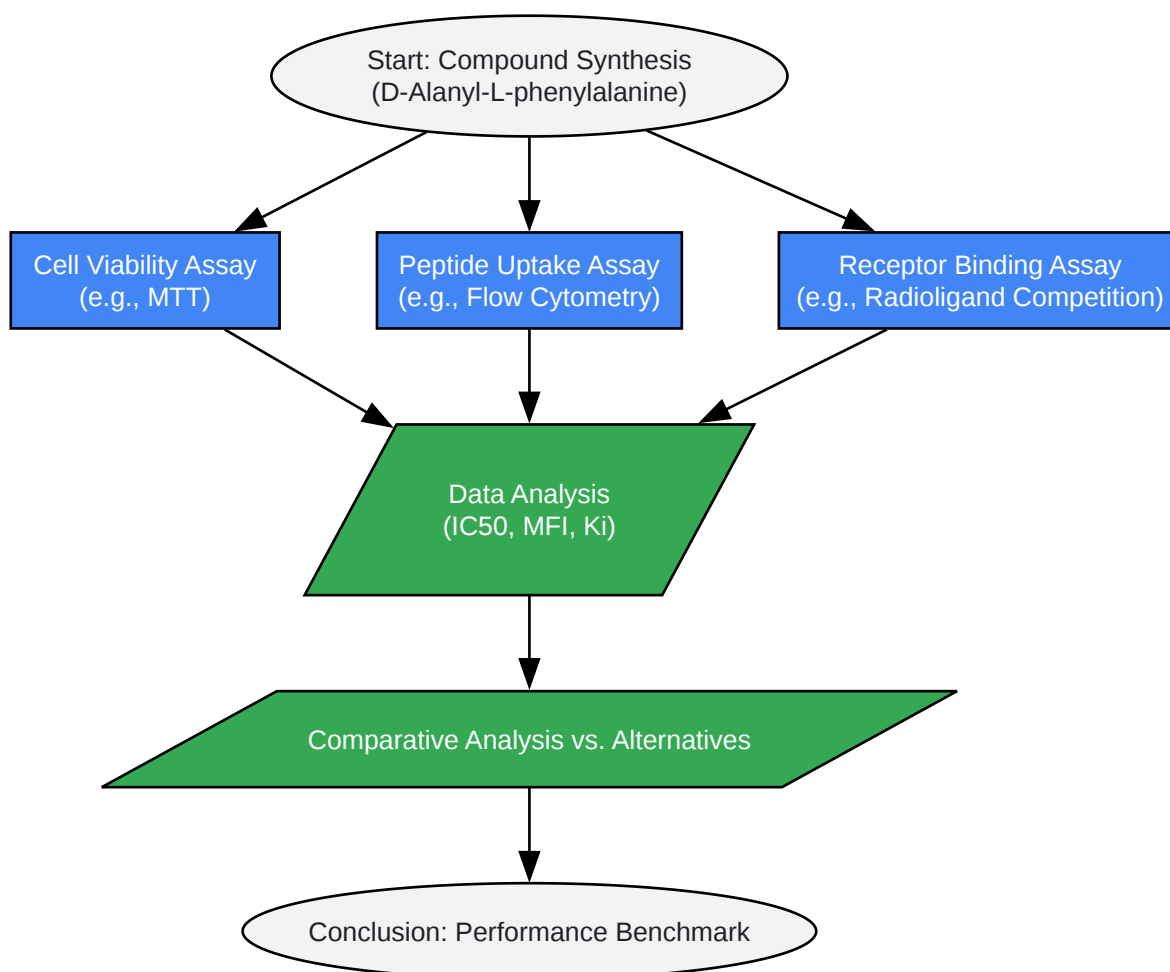 Start: Compound Synthesis
(D-Alanyl-L-phenylalanine)
Cell Viability Assay
(e.g., MTT)
Peptide Uptake Assay
(e.g., Flow Cytometry)
Receptor Binding Assay
(e.g., Radioligand Competition)
Data Analysis
(IC50, MFI, Ki)
Comparative Analysis vs. Alternatives
Conclusion: Performance Benchmark